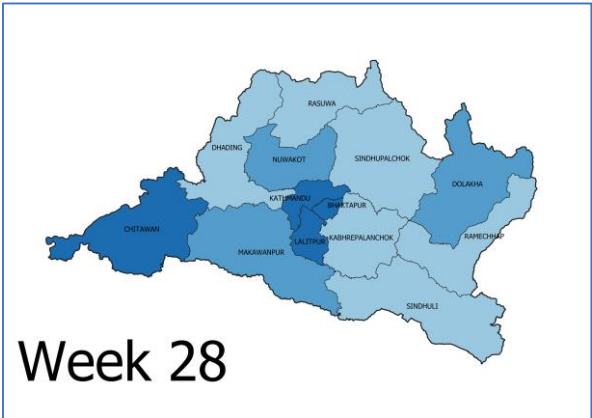 RASUWA
DHADING
NUWAKOT
SINDHUPALCHOK
DOLAKHA
KATHMANDU
BHAKTAPUR
CHITAWAN
LALITPUR
KABHREPALANCHOK
RAMECHHAP
MAKAWANPUR
SINDHULI
Week 28